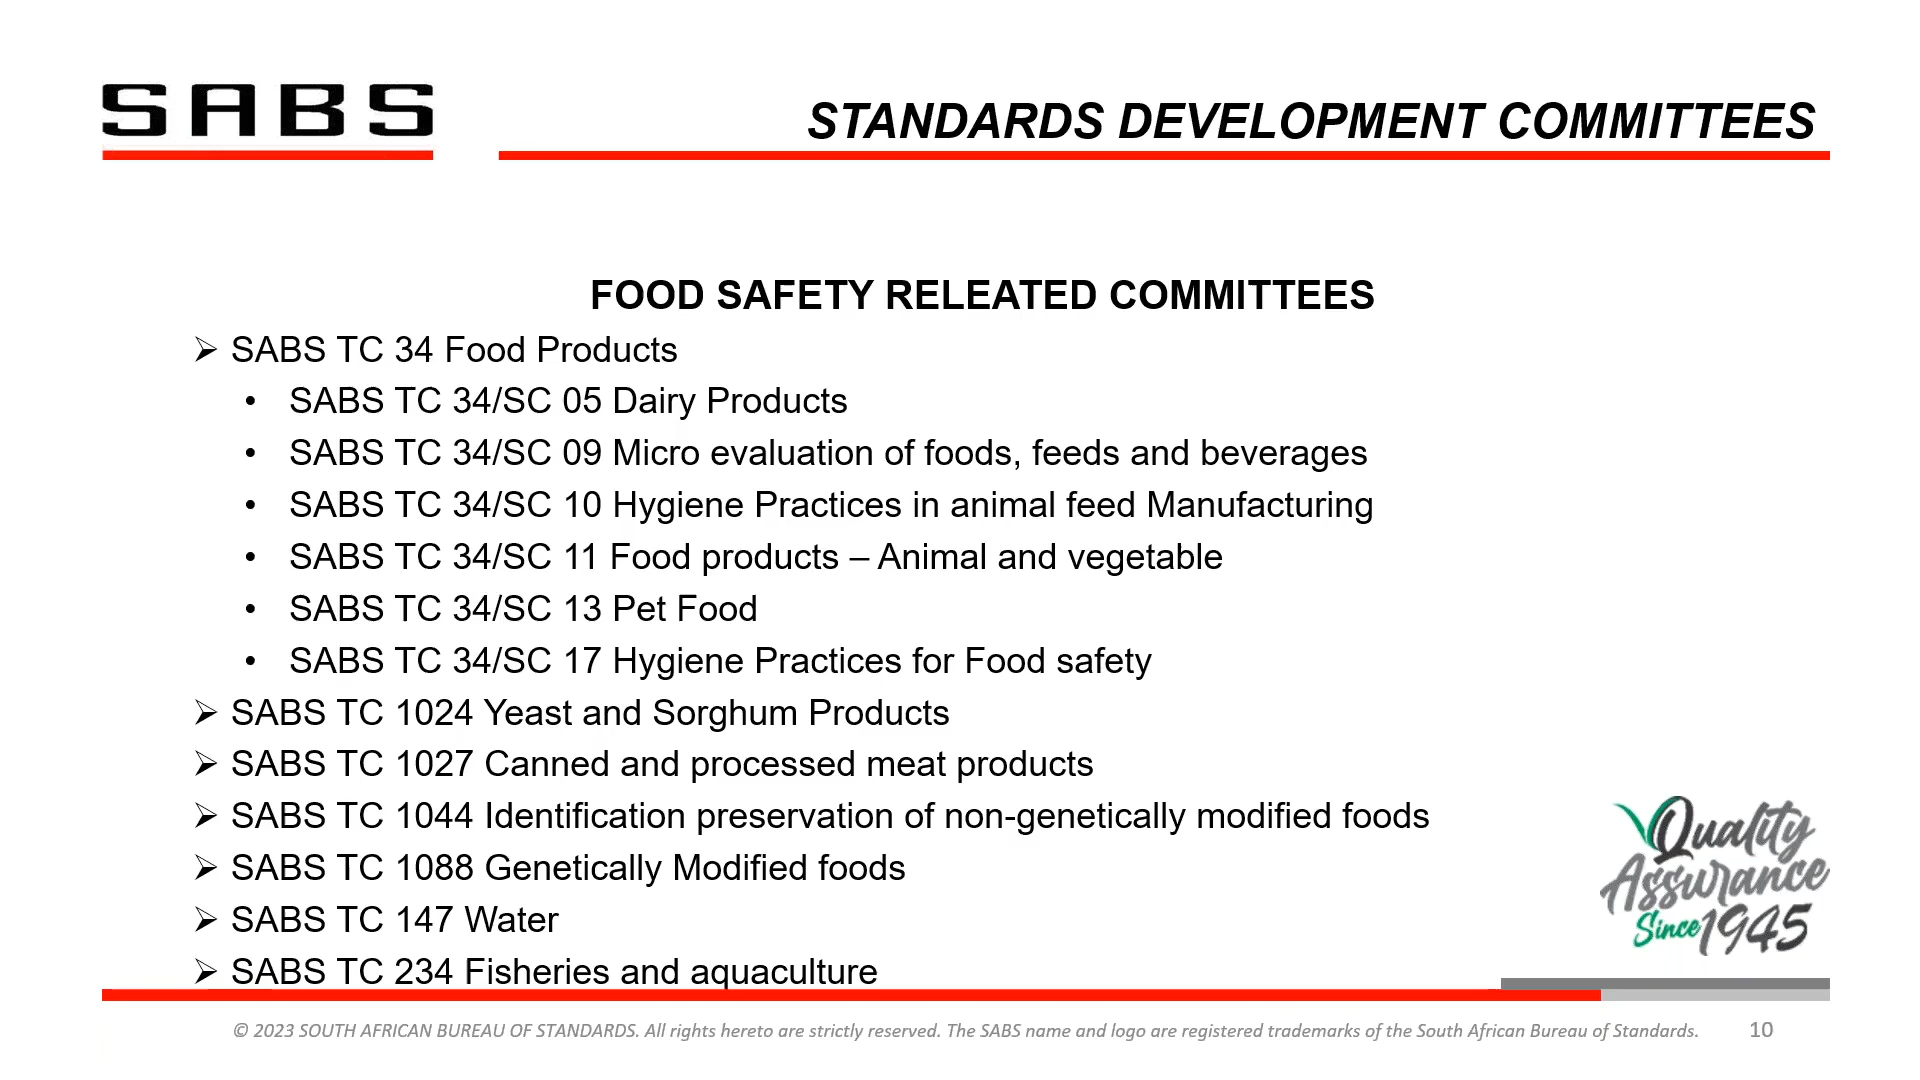 SABS
STANDARDS DEVELOPMENT COMMITTEES
FOOD SAFETY RELEATED COMMITTEES
➢ SABS TC 34 Food Products
• SABS TC 34/SC 05 Dairy Products
• SABS TC 34/SC 09 Micro evaluation of foods, feeds and beverages
• SABS TC 34/SC 10 Hygiene Practices in animal feed Manufacturing
• SABS TC 34/SC 11 Food products – Animal and vegetable
• SABS TC 34/SC 13 Pet Food
• SABS TC 34/SC 17 Hygiene Practices for Food safety
➢ SABS TC 1024 Yeast and Sorghum Products
➢ SABS TC 1027 Canned and processed meat products
➢ SABS TC 1044 Identification preservation of non-genetically modified foods
➢ SABS TC 1088 Genetically Modified foods
➢ SABS TC 147 Water
➢ SABS TC 234 Fisheries and aquaculture
Quality
Assurance
Since 1945
© 2023 SOUTH AFRICAN BUREAU OF STANDARDS. All rights hereto are strictly reserved. The SABS name and logo are registered trademarks of the South African Bureau of Standards.
10